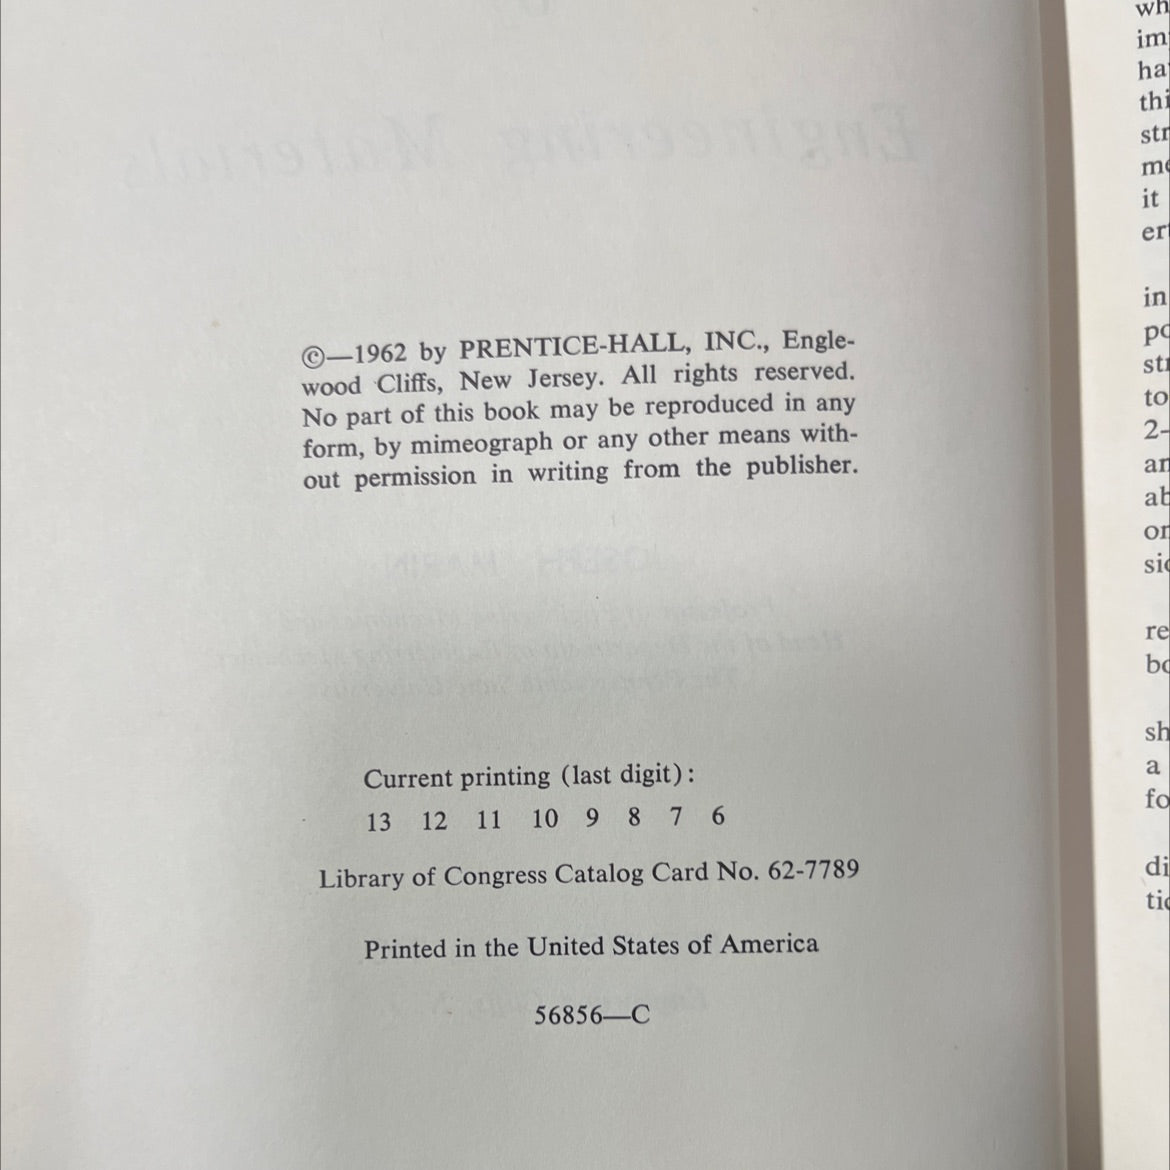 ©—1962 by PRENTICE-HALL, INC., Engle-
wood Cliffs, New Jersey. All rights reserved.
No part of this book may be reproduced in any
form, by mimeograph or any other means with-
out permission in writing from the publisher.
Current printing (last digit):
13 12 11 10 9 8 7 6
Library of Congress Catalog Card No. 62-7789
Printed in the United States of America
56856—C